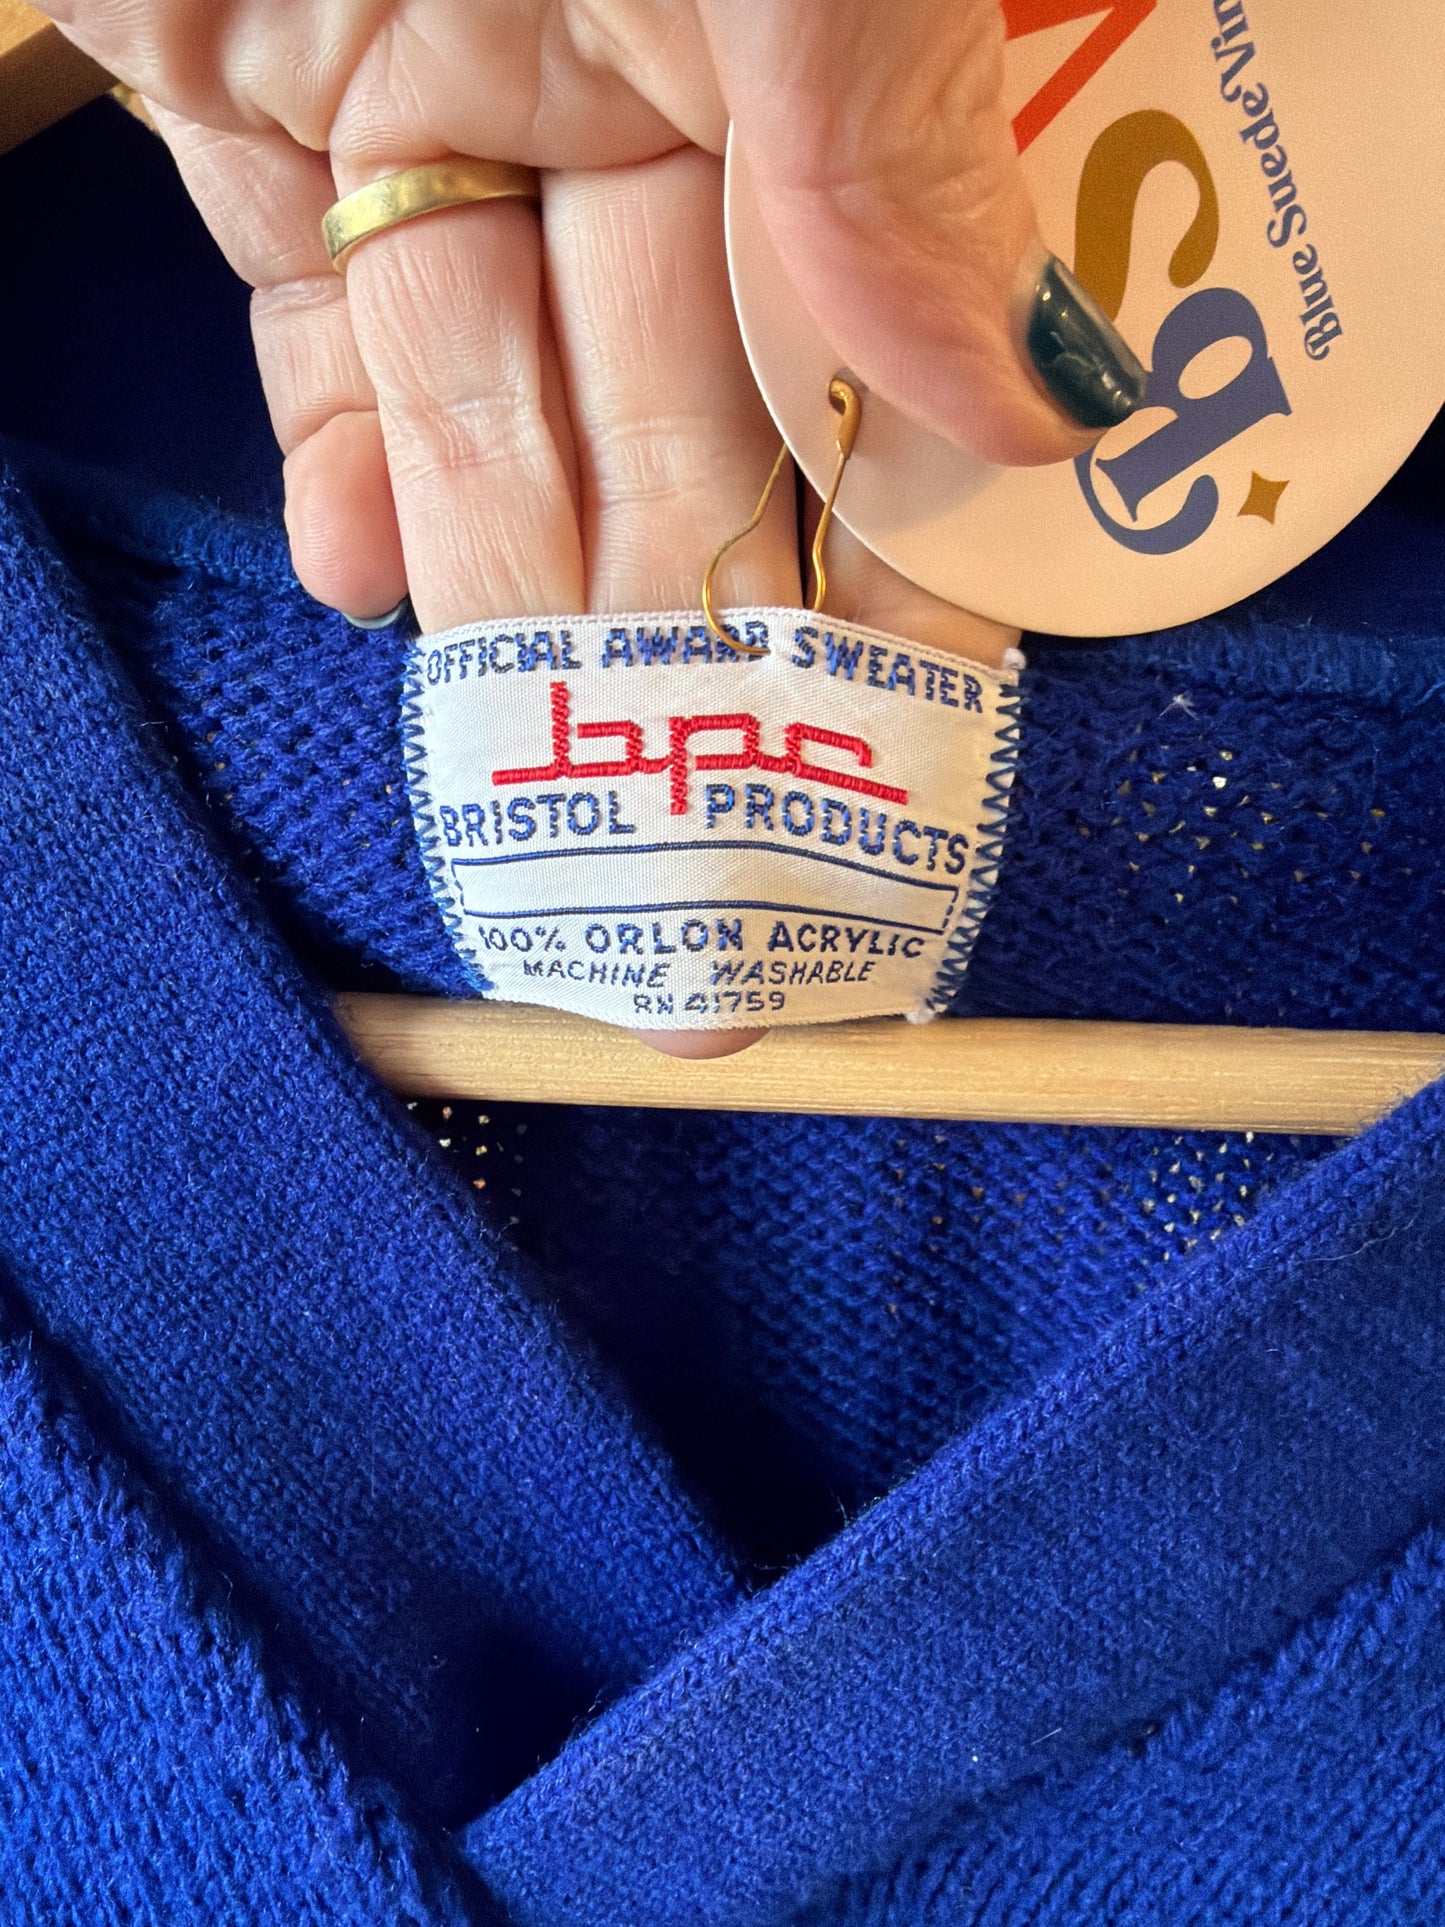 Blue Suede Vin
S
b
OFFICIAL AWARD SWEATER
bpc
BRISTOL PRODUCTS
100% ORLON ACRYLIC
MACHINE WASHABLE
RN 41759